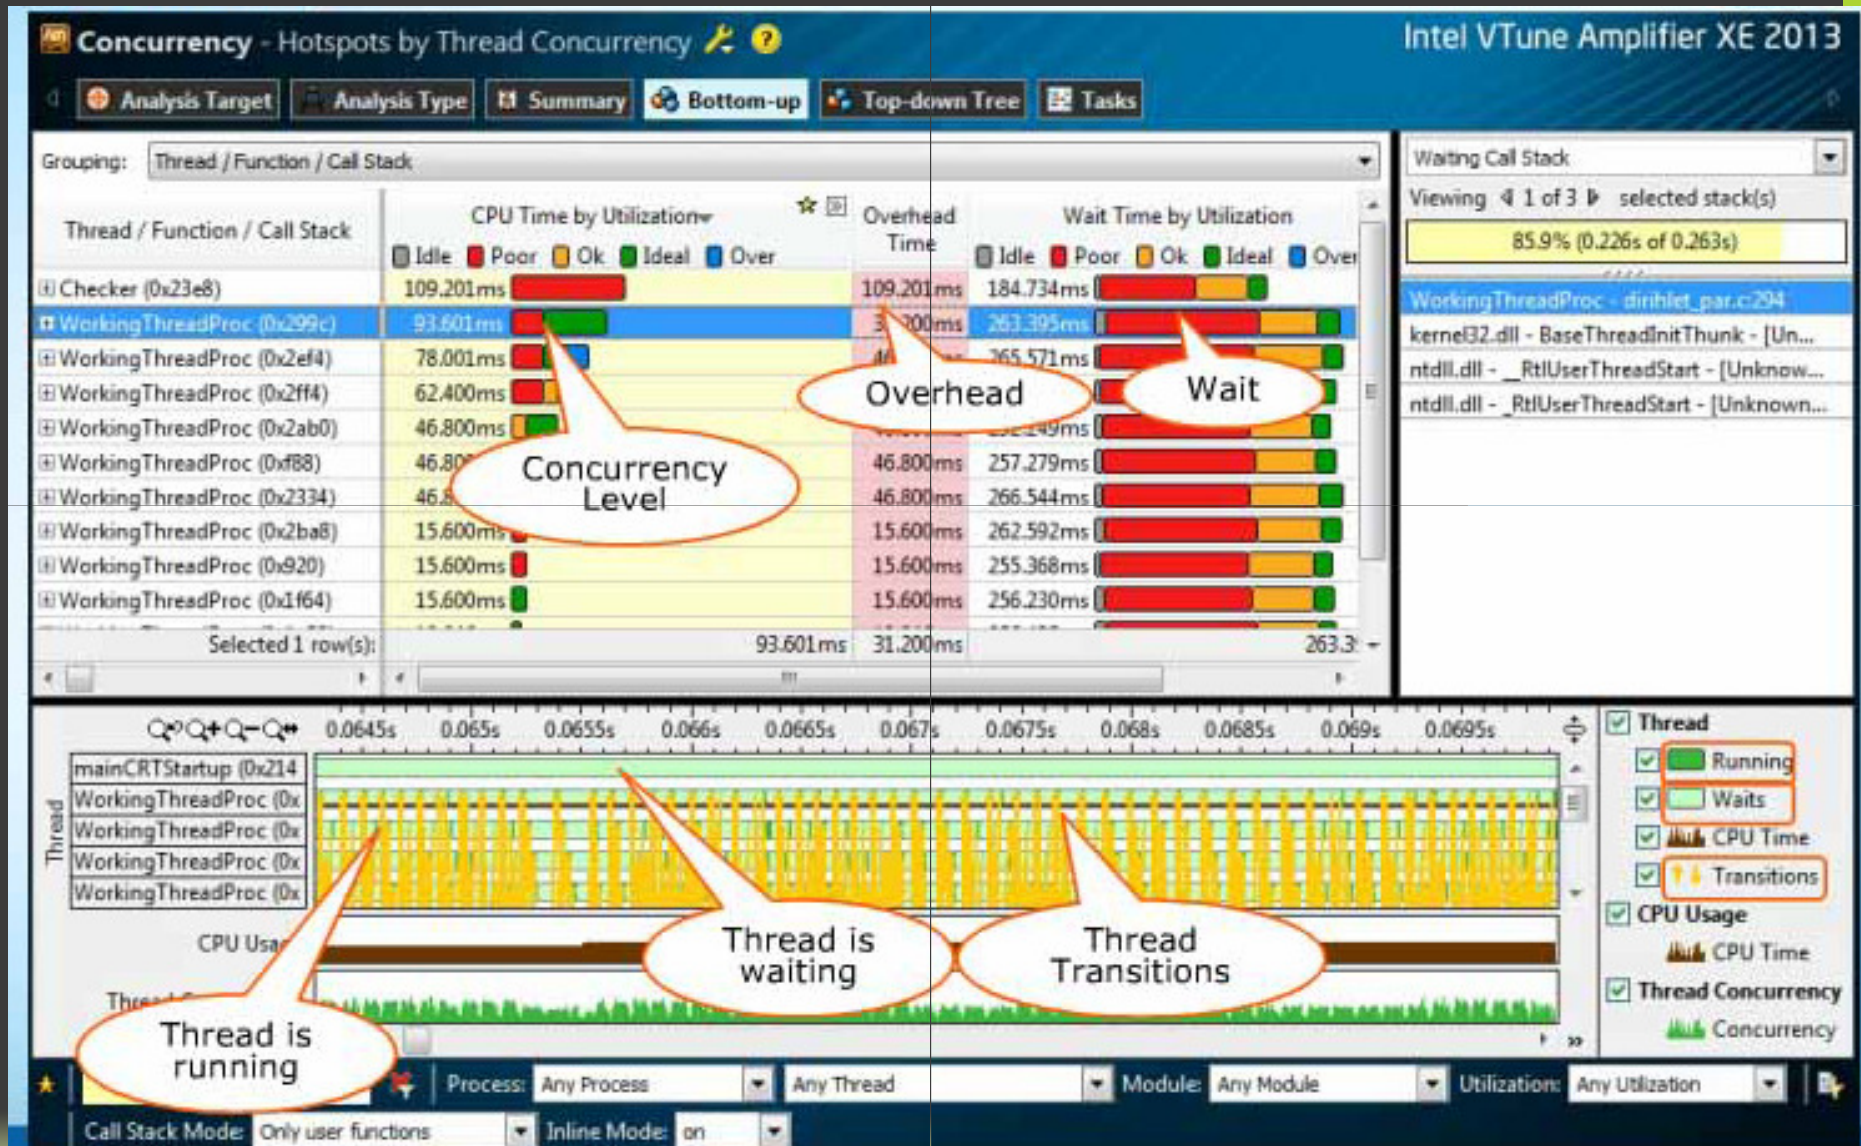 Concurrency - Hotspots by Thread Concurrency
Intel VTune Amplifier XE 2013
Analysis Target
Analysis Type
Summary
Bottom-up
Top-down Tree
Tasks
Grouping: Thread / Function / Call Stack
Thread / Function / Call Stack
CPU Time by Utilization
Idle Poor Ok Ideal Over
Overhead
Time
Wait Time by Utilization
Idle Poor Ok Ideal Over
Checker (0x23e8) 109.201ms 109.201ms 184.734ms
WorkingThreadProc (0x299c) 93.601ms 263.395ms
WorkingThreadProc (0x2ef4) 78.001ms 265.571ms
WorkingThreadProc (0x2ff4) 62.400ms
WorkingThreadProc (0x2ab0) 46.800ms
WorkingThreadProc (0xf88) 46.800ms 257.279ms
WorkingThreadProc (0x2334) 46.800ms 266.544ms
WorkingThreadProc (0x2ba8) 15.600ms 15.600ms 262.592ms
WorkingThreadProc (0x920) 15.600ms 15.600ms 255.368ms
WorkingThreadProc (0x1f64) 15.600ms 15.600ms 256.230ms
Selected 1 row(s): 93.601ms 31.200ms 263.3
Concurrency
Level
Overhead
Wait
Waiting Call Stack
Viewing 1 of 3 selected stack(s)
85.9% (0.226s of 0.263s)
WorkingThreadProc - dirihlet_par.c:294
kernel32.dll - BaseThreadInitThunk - [Un...
ntdll.dll - __RtlUserThreadStart - [Unknow...
ntdll.dll - _RtlUserThreadStart - [Unknown...
0.0645s 0.065s 0.0655s 0.066s 0.0665s 0.067s 0.0675s 0.068s 0.0685s 0.069s 0.0695s
Thread
mainCRTStartup (0x214
WorkingThreadProc (0x
WorkingThreadProc (0x
WorkingThreadProc (0x
WorkingThreadProc (0x
CPU
Thread is
running
Thread is
waiting
Thread
Transitions
Thread
Running
Waits
CPU Time
Transitions
CPU Usage
CPU Time
Thread Concurrency
Concurrency
Process: Any Process Any Thread Module: Any Module Utilization: Any Utilization
Call Stack Mode: Only user functions Inline Mode: on